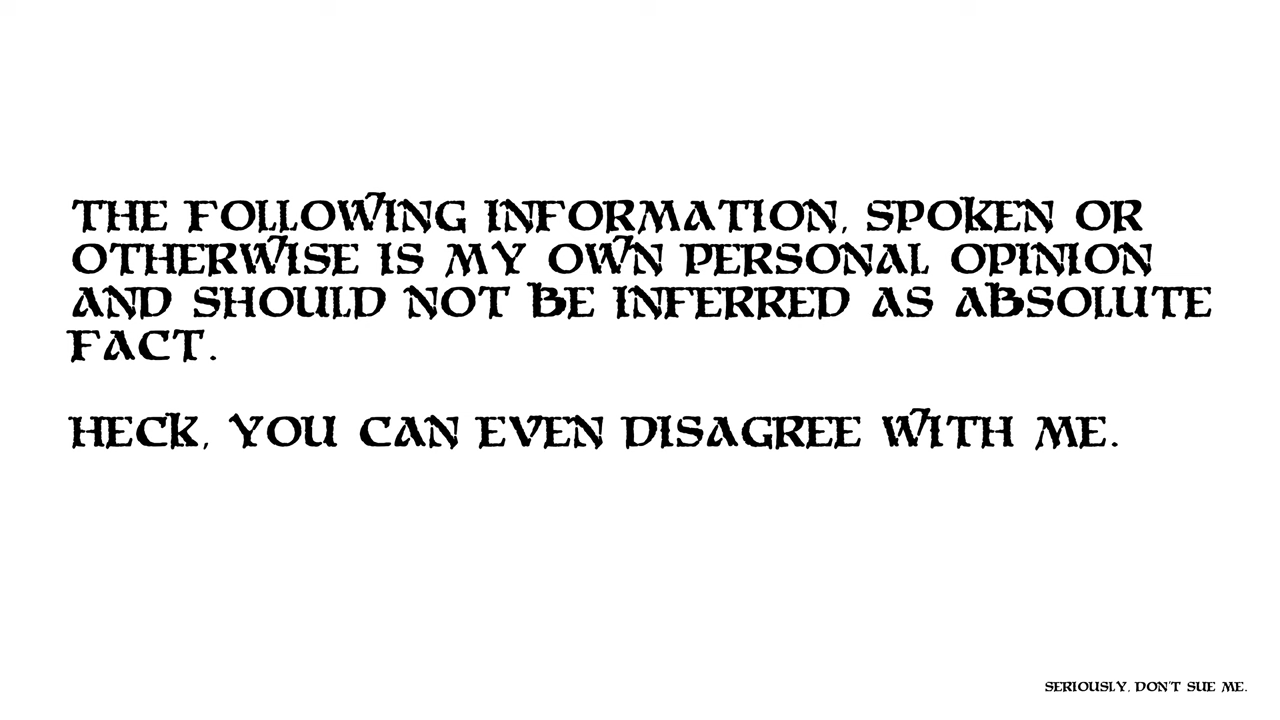 THE FOLLOWING INFORMATION, SPOKEN OR
OTHERWISE IS MY OWN PERSONAL OPINION
AND SHOULD NOT BE INFERRED AS ABSOLUTE
FACT.
HECK, YOU CAN EVEN DISAGREE WITH ME.
SERIOUSLY, DON'T SUE ME.